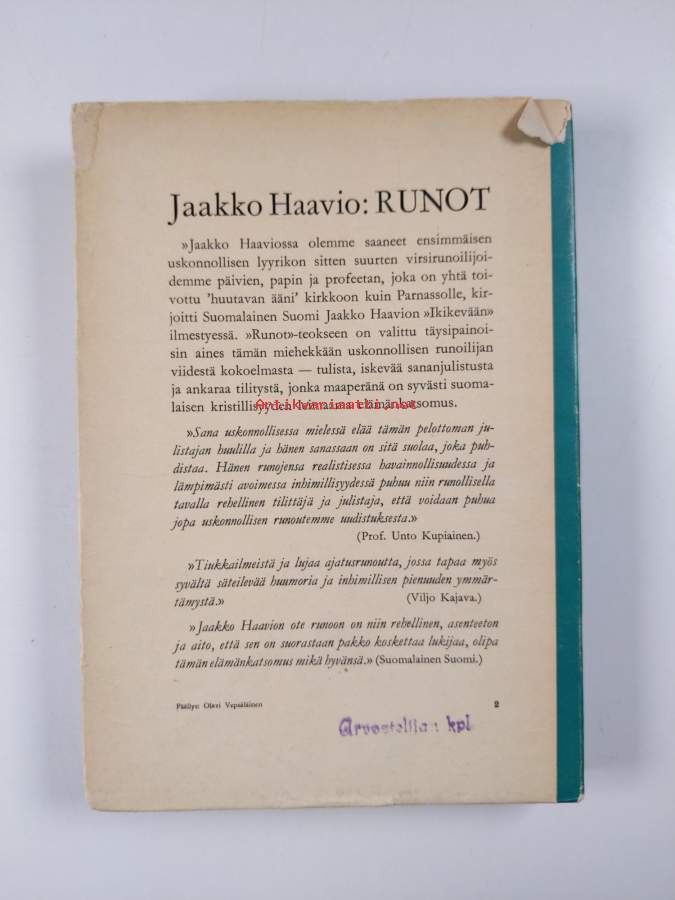 Jaakko Haavio: RUNOT
»Jaakko Haaviossa olemme saaneet ensimmäisen
uskonnollisen lyyrikon sitten suurten virsirunoilijoi-
demme päivien, papin ja profeetan, joka on yhtä toi-
vottu 'huutavan ääni' kirkkoon kuin Parnassolle, kir-
joitti Suomalainen Suomi Jaakko Haavion »Ikikevään»
ilmestyessä. »Runot»-teokseen on valittu täysipainoi-
sin aines tämän miehekkään uskonnollisen runoilijan
viidestä kokoelmasta — tulista, iskevää sananjulistusta
ja ankaraa tilitystä, jonka maaperänä on syvästi suoma-
laisen kristillisyyden leimaama elämänkatsomus.
Antikvariaatti.net
»Sana uskonnollisessa mielessä elää tämän pelottoman ju-
listajan huulilla ja hänen sanassaan on sitä suolaa, joka puh-
distaa. Hänen runojensa realistisessa havainnollisuudessa ja
lämpimästi avoimessa inhimillisyydessä puhuu niin runollisella
tavalla rehellinen tilittäjä ja julistaja, että voidaan puhua
jopa uskonnollisen runoutemme uudistuksesta.»
(Prof. Unto Kupiainen.)
»Tiukkailmeistä ja lujaa ajatusrunoutta, jossa tapaa myös
syvältä säteilevää huumoria ja inhimillisen pienuuden ymmär-
tämystä.» (Viljo Kajava.)
»Jaakko Haavion ote runoon on niin rehellinen, asenteeton
ja aito, että sen on suorastaan pakko koskettaa lukijaa, olipa
tämän elämänkatsomus mikä hyvänsä.» (Suomalainen Suomi.)
Päällys: Olavi Vepsäläinen 2
Arvostelijan kpl